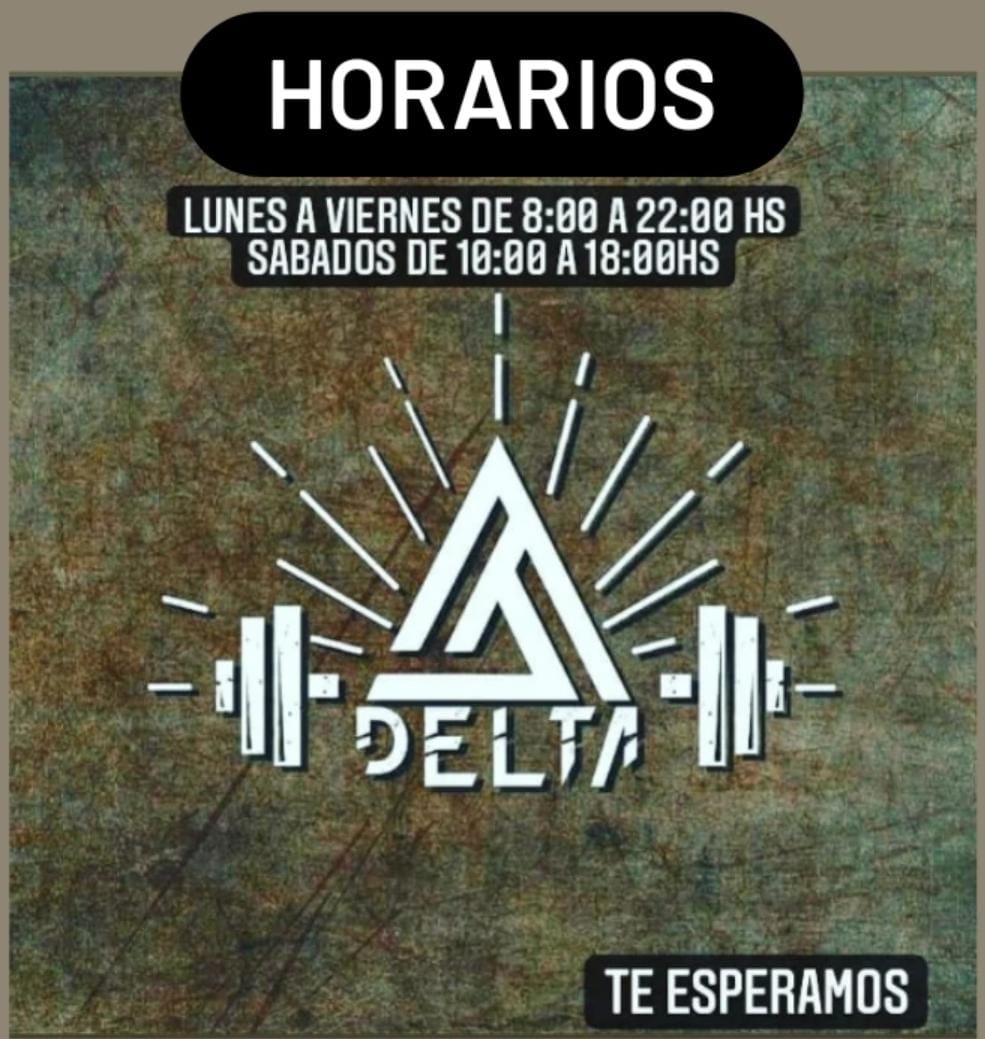 HORARIOS
LUNES A VIERNES DE 8:00 A 22:00 HS
SABADOS DE 10:00 A 18:00HS
DELTA
TE ESPERAMOS